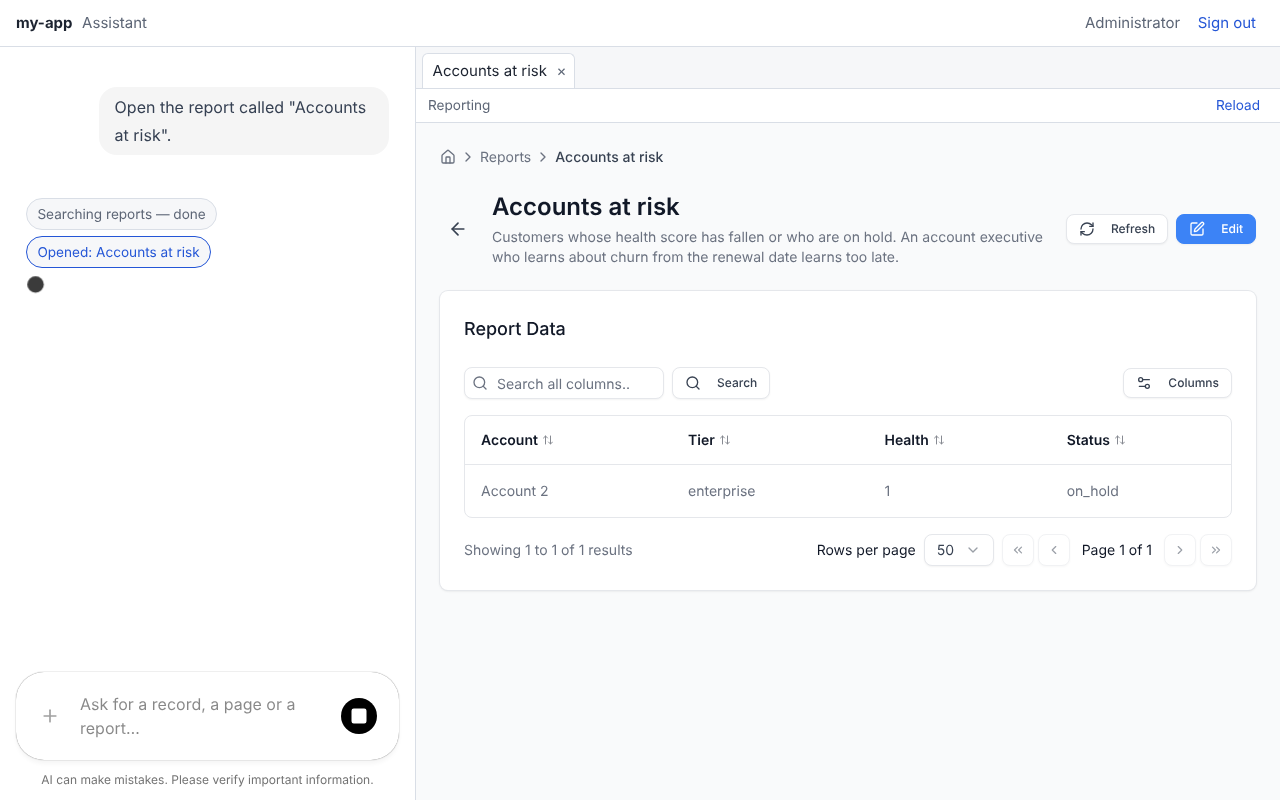 my-app Assistant
Administrator Sign out
Open the report called "Accounts
at risk".
Searching reports — done
Opened: Accounts at risk
Ask for a record, a page or a
report...
AI can make mistakes. Please verify important information.
Accounts at risk ×
Reporting Reload
Reports Accounts at risk
Accounts at risk
Customers whose health score has fallen or who are on hold. An account executive
who learns about churn from the renewal date learns too late.
Refresh Edit
Report Data
Search all columns.. Search Columns
Account Tier Health Status
Account 2 enterprise 1 on_hold
Showing 1 to 1 of 1 results Rows per page 50 Page 1 of 1